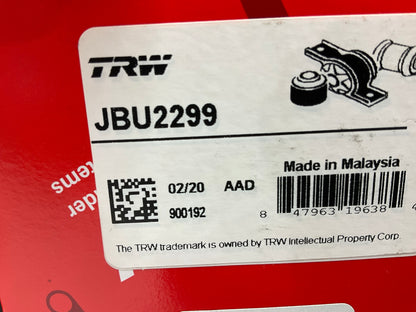 TRW
JBU2299
Made in Malaysia
02/20 AAD
900192
8 47963 19638 4
The TRW trademark is owned by TRW Intellectual Property Corp.